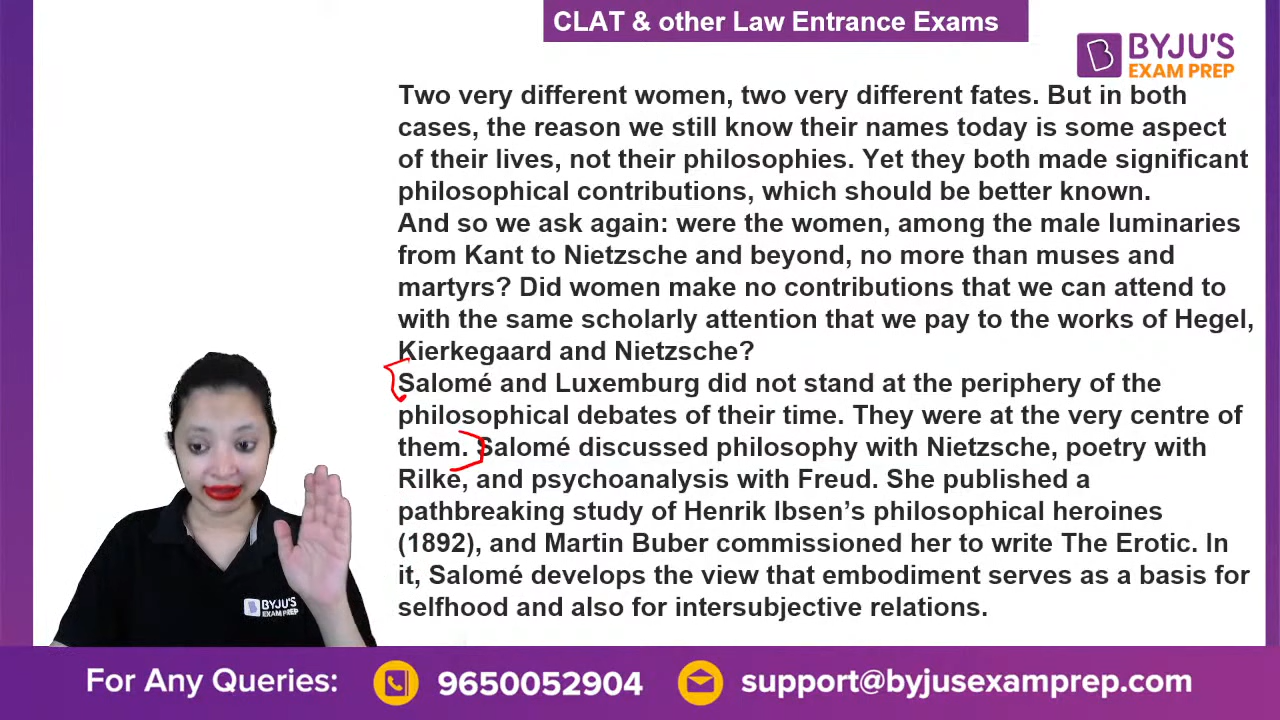 CLAT & other Law Entrance Exams
BYJU'S
EXAM PREP
Two very different women, two very different fates. But in both
cases, the reason we still know their names today is some aspect
of their lives, not their philosophies. Yet they both made significant
philosophical contributions, which should be better known.
And so we ask again: were the women, among the male luminaries
from Kant to Nietzsche and beyond, no more than muses and
martyrs? Did women make no contributions that we can attend to
with the same scholarly attention that we pay to the works of Hegel,
Kierkegaard and Nietzsche?
Salomé and Luxemburg did not stand at the periphery of the
philosophical debates of their time. They were at the very centre of
them. Salomé discussed philosophy with Nietzsche, poetry with
Rilke, and psychoanalysis with Freud. She published a
pathbreaking study of Henrik Ibsen’s philosophical heroines
(1892), and Martin Buber commissioned her to write The Erotic. In
it, Salomé develops the view that embodiment serves as a basis for
selfhood and also for intersubjective relations.
BYJU'S
EXAM PREP
For Any Queries:
9650052904
support@byjusexamprep.com